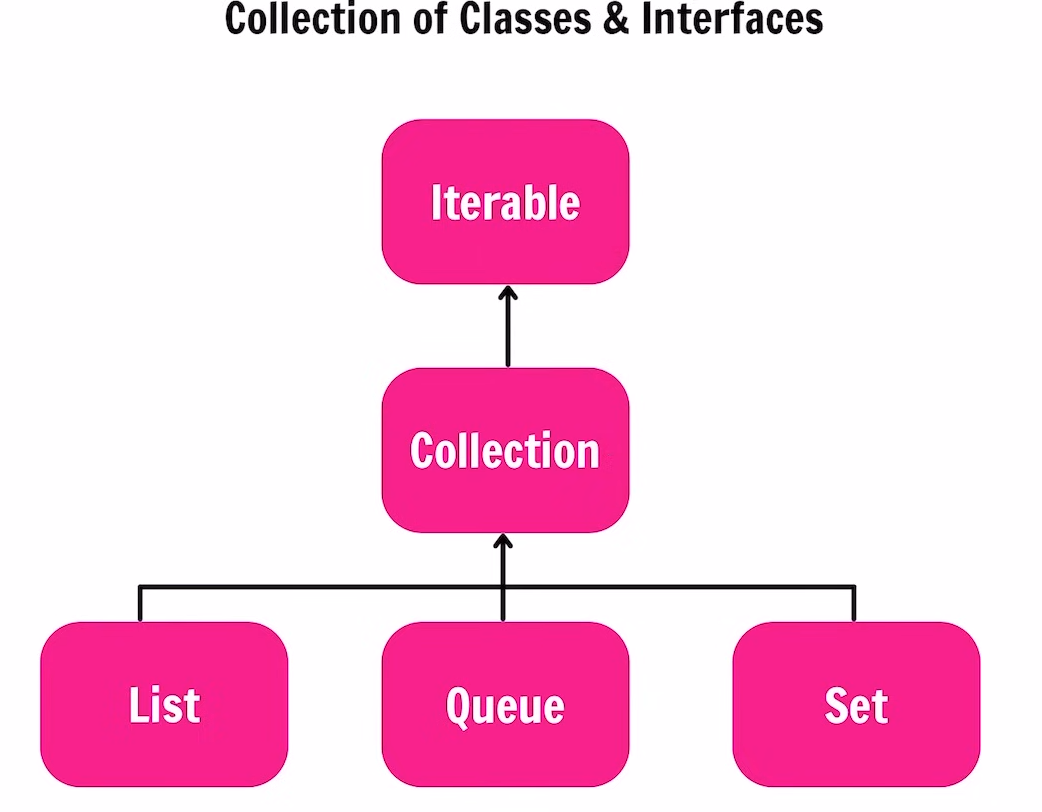 Collection of Classes & Interfaces
Iterable
Collection
List
Queue
Set